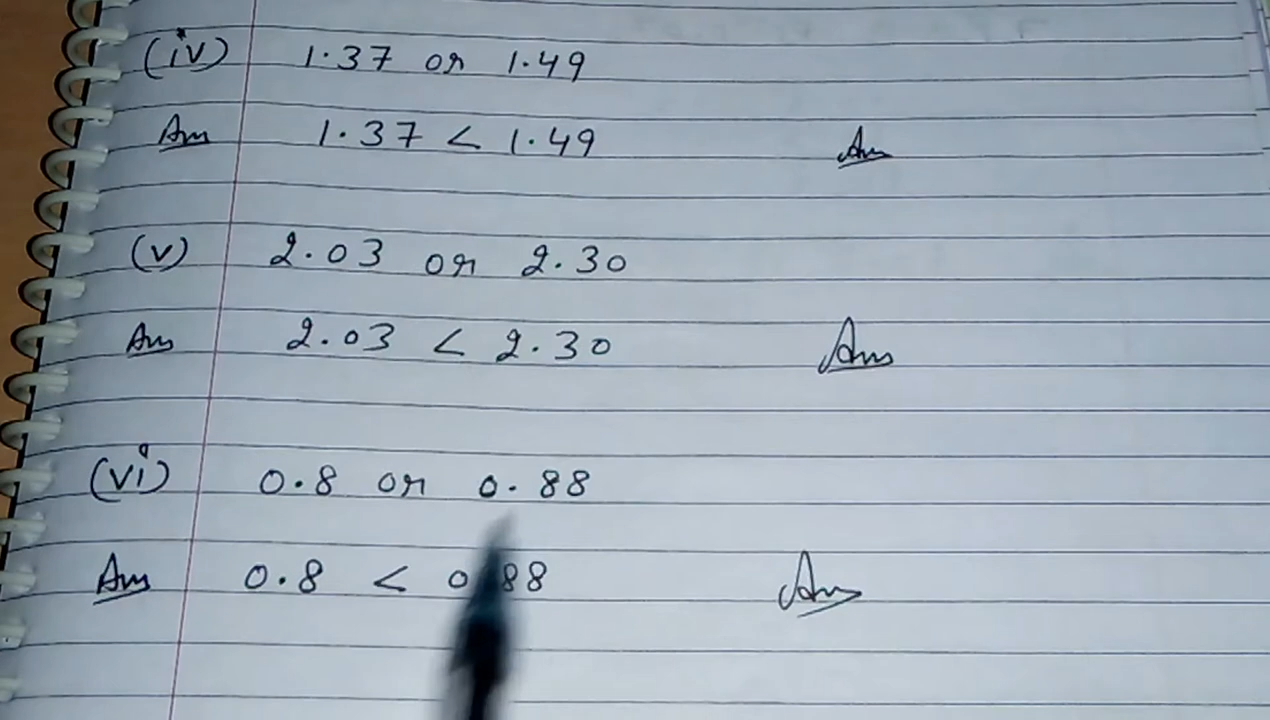 (iv) 1.37 or 1.49
Ans 1.37 < 1.49 Ans
(v) 2.03 or 2.30
Ans 2.03 < 2.30 Ans
(vi) 0.8 or 0.88
Ans 0.8 < 0.88 Ans